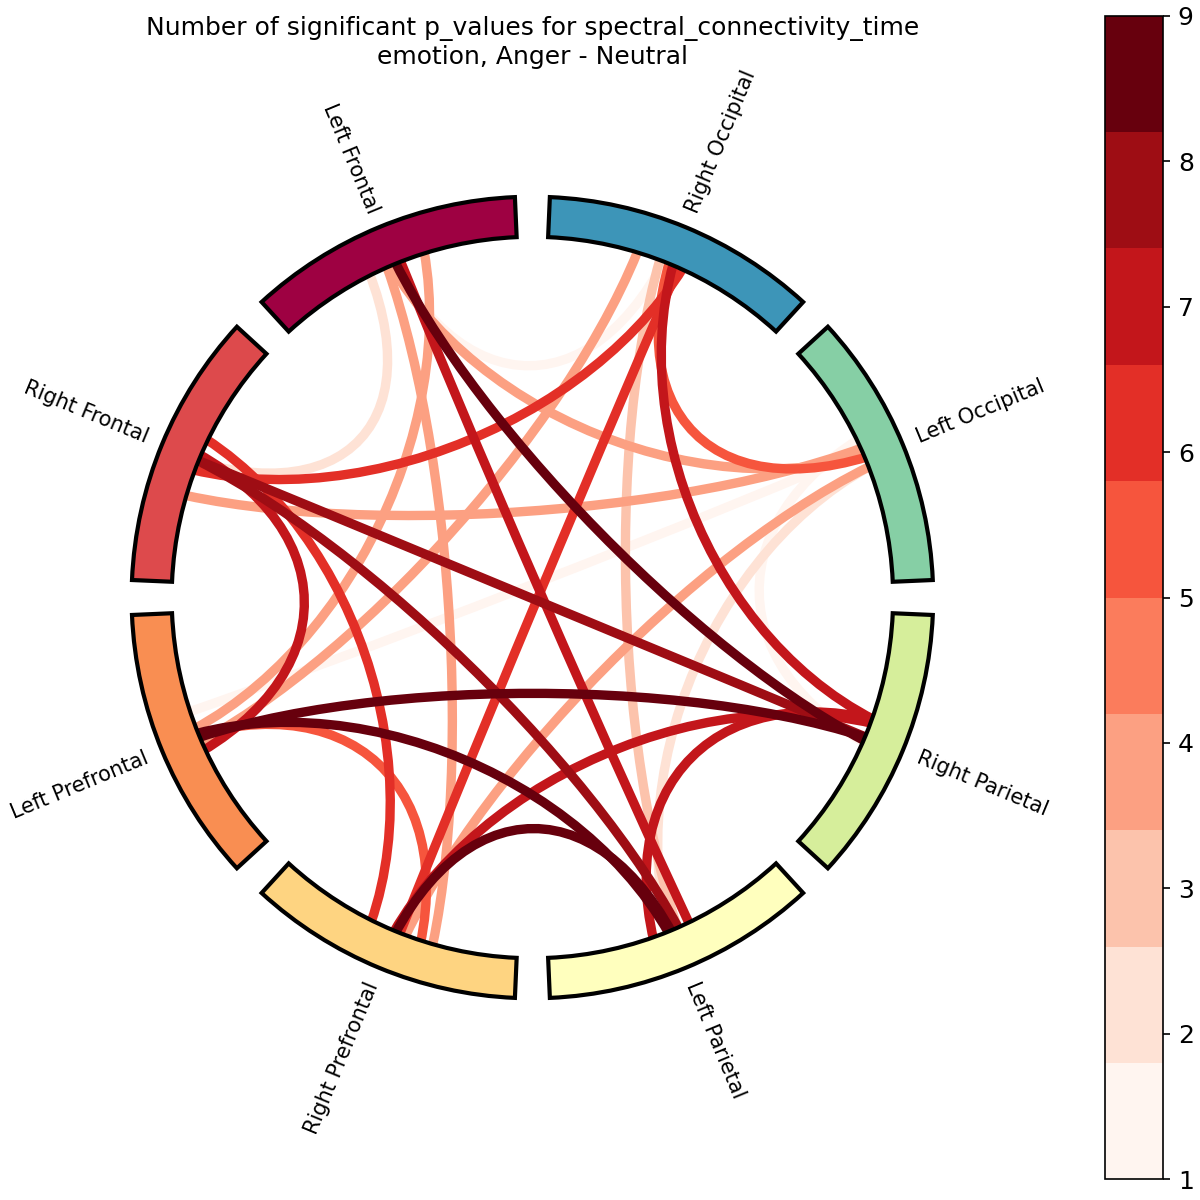 Number of significant p_values for spectral_connectivity_time
emotion, Anger - Neutral
Left Frontal
Right Occipital
Right Frontal
Left Occipital
Left Prefrontal
Right Parietal
Right Prefrontal
Left Parietal
9
8
7
6
5
4
3
2
1